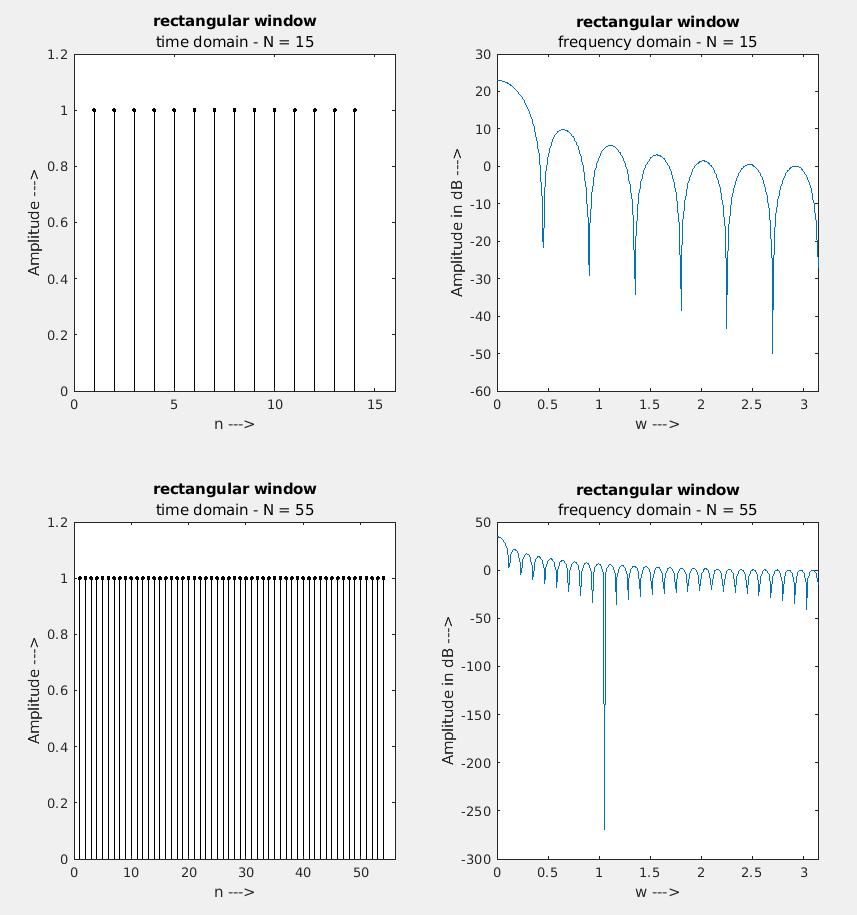 rectangular window
time domain - N = 15
1.2
1
0.8
0.6
0.4
0.2
0
0 5 10 15
Amplitude --->
n --->
rectangular window
frequency domain - N = 15
30
20
10
0
-10
-20
-30
-40
-50
-60
0 0.5 1 1.5 2 2.5 3
Amplitude in dB --->
w --->
rectangular window
time domain - N = 55
1.2
1
0.8
0.6
0.4
0.2
0
0 10 20 30 40 50
Amplitude --->
n --->
rectangular window
frequency domain - N = 55
50
0
-50
-100
-150
-200
-250
-300
0 0.5 1 1.5 2 2.5 3
Amplitude in dB --->
w --->